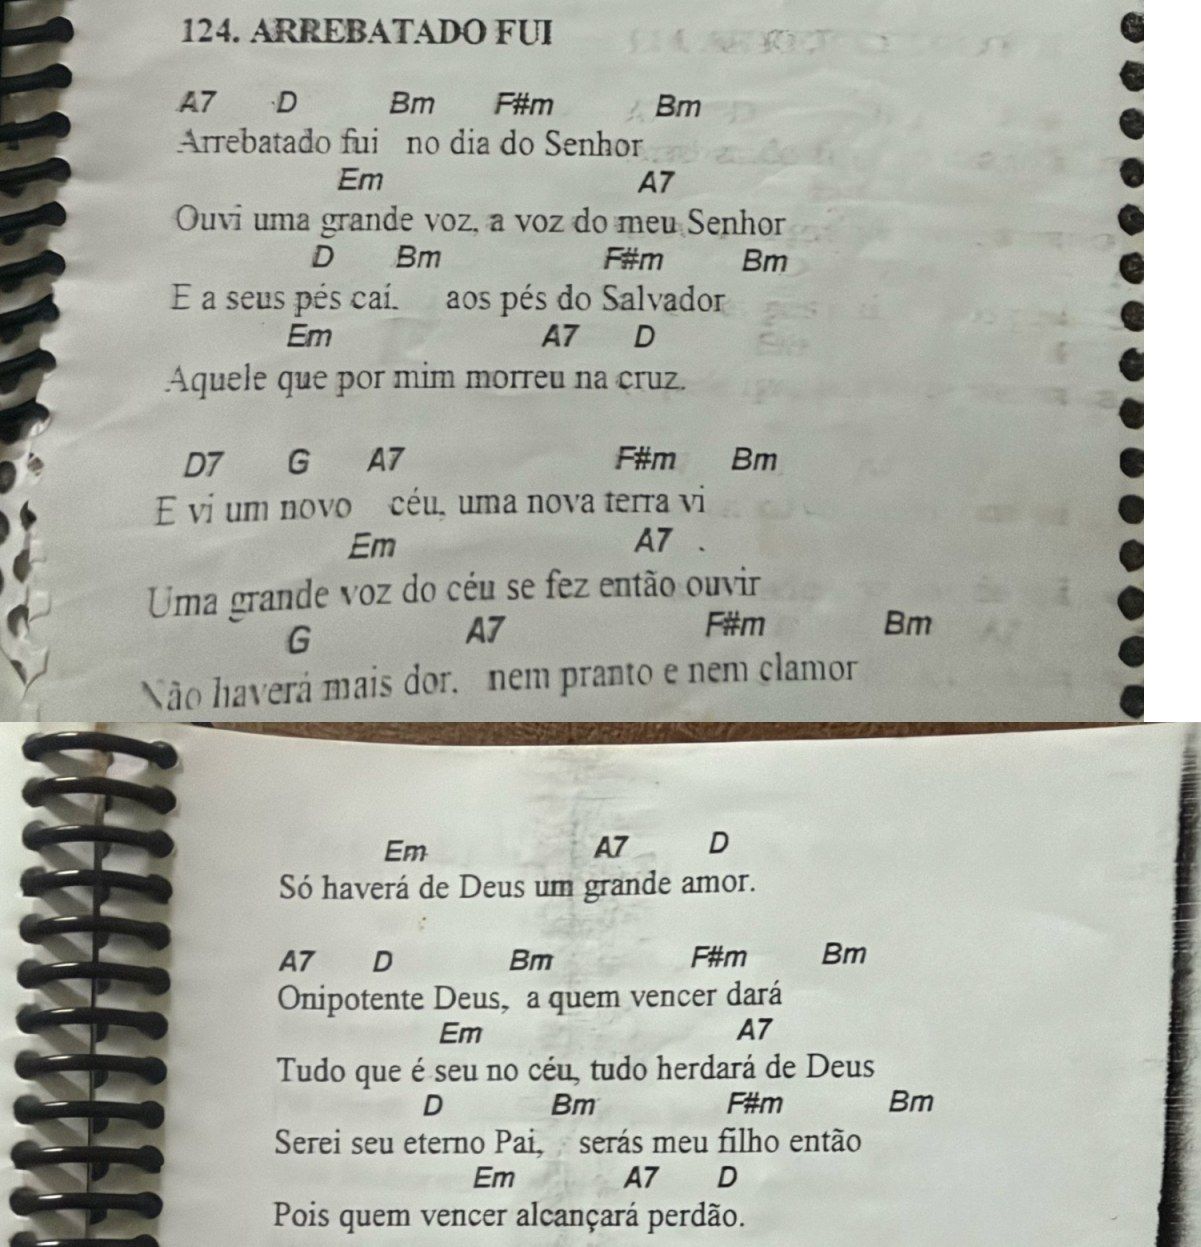 124. ARREBATADO FUI
A7 D Bm F#m Bm
Arrebatado fui no dia do Senhor
Em A7
Ouvi uma grande voz, a voz do meu Senhor
D Bm F#m Bm
E a seus pés caí. aos pés do Salvador
Em A7 D
Aquele que por mim morreu na cruz.
D7 G A7 F#m Bm
E vi um novo céu, uma nova terra vi
Em A7
Uma grande voz do céu se fez então ouvir
G A7 F#m Bm
Não haverá mais dor, nem pranto e nem clamor
Em A7 D
Só haverá de Deus um grande amor.
A7 D Bm F#m Bm
Onipotente Deus, a quem vencer dará
Em A7
Tudo que é seu no céu, tudo herdará de Deus
D Bm F#m Bm
Serei seu eterno Pai, serás meu filho então
Em A7 D
Pois quem vencer alcançará perdão.